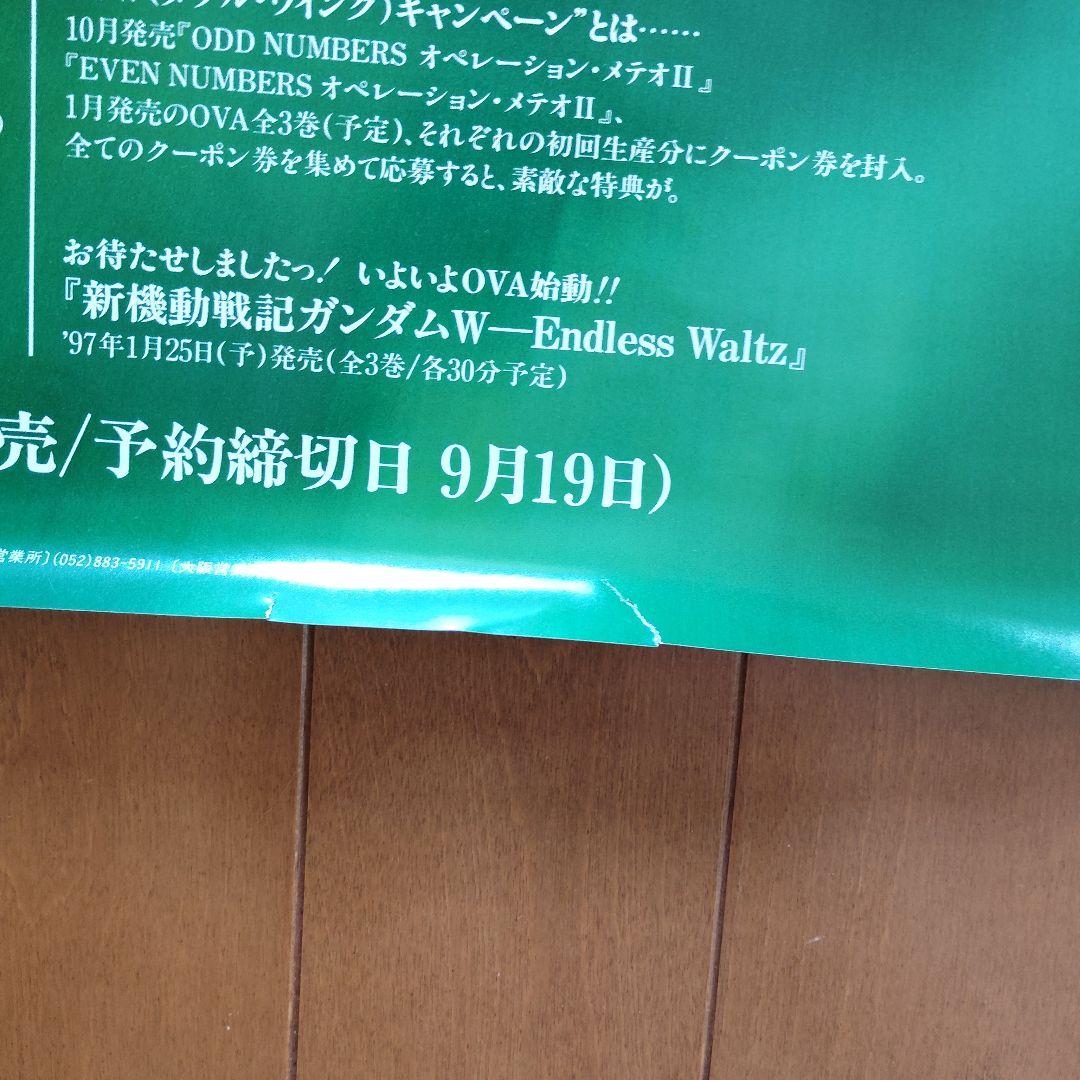 キャンペーン”とは……
10月発売『ODD NUMBERS オペレーション・メテオII』
『EVEN NUMBERS オペレーション・メテオII』、
1月発売のOVA全3巻(予定)、それぞれの初回生産分にクーポン券を封入。
全てのクーポン券を集めて応募すると、素敵な特典が。
お待たせしましたっ! いよいよOVA始動!!
『新機動戦記ガンダムW―Endless Waltz』
'97年1月25日(予)発売(全3巻/各30分予定)
売/予約締切日 9月19日)
営業所〕(052)883-5911